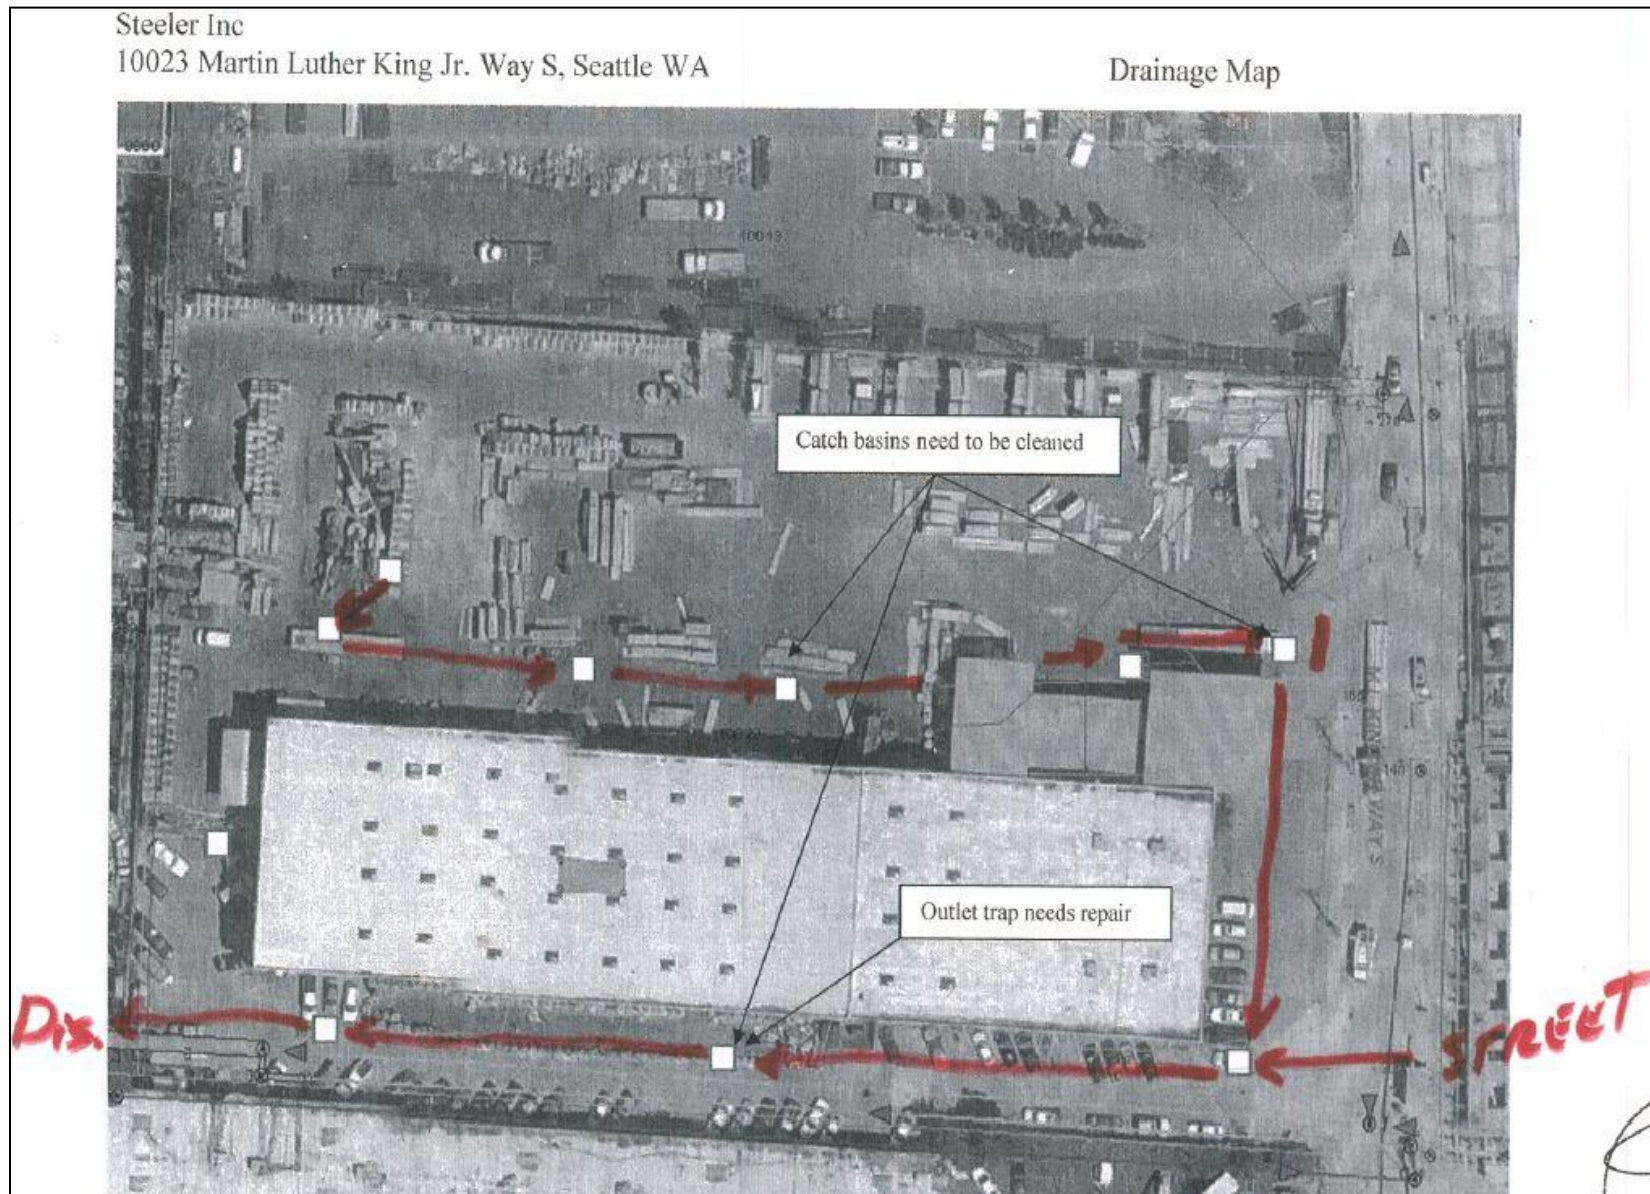 Steeler Inc
10023 Martin Luther King Jr. Way S, Seattle WA
Drainage Map
10049
Catch basins need to be cleaned
Outlet trap needs repair
Dis.
STREET